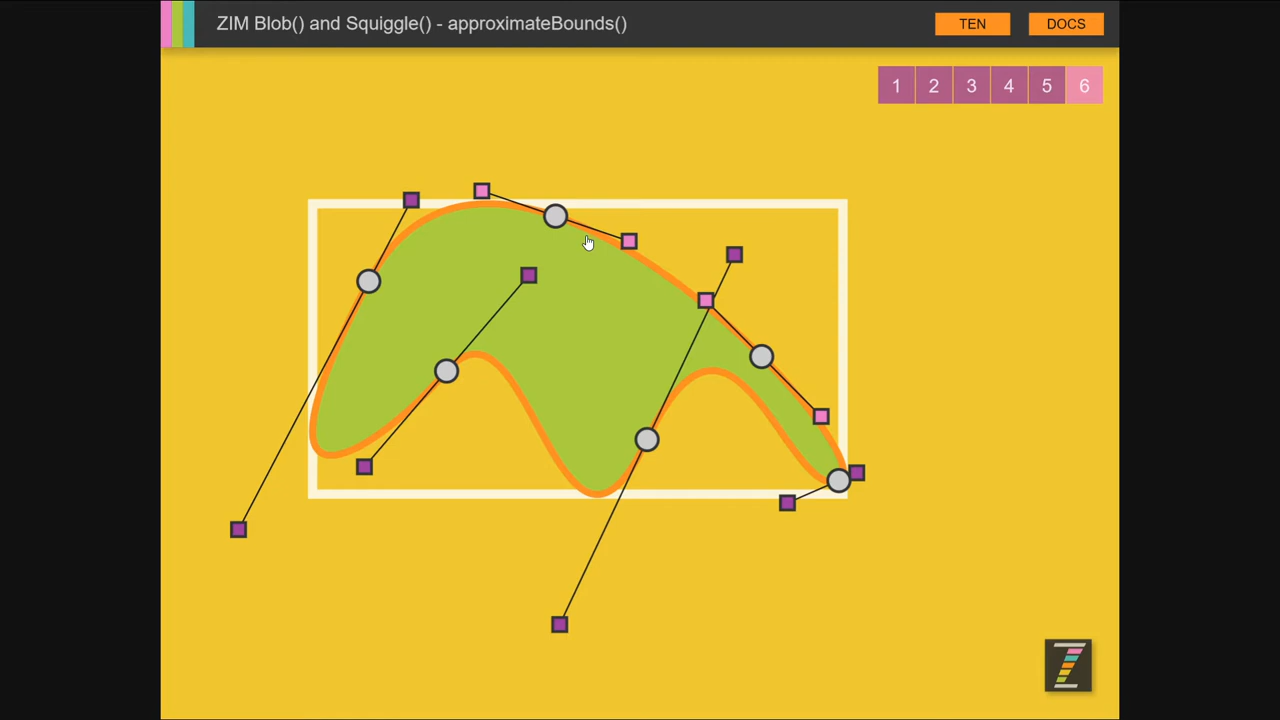 ZIM Blob() and Squiggle() - approximateBounds()
TEN
DOCS
1 2 3 4 5 6